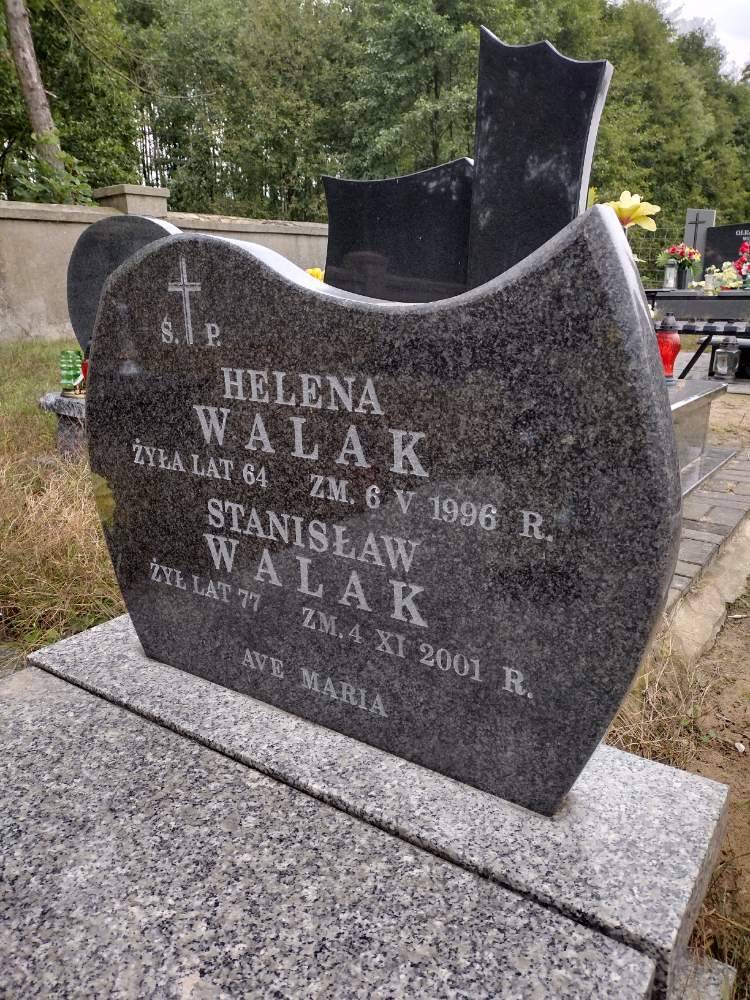 Ś. P.
HELENA
WALAK
ŻYŁA LAT 64 ZM. 6 V 1996 R.
STANISŁAW
WALAK
ŻYŁ LAT 77 ZM. 4 XI 2001 R.
AVE MARIA